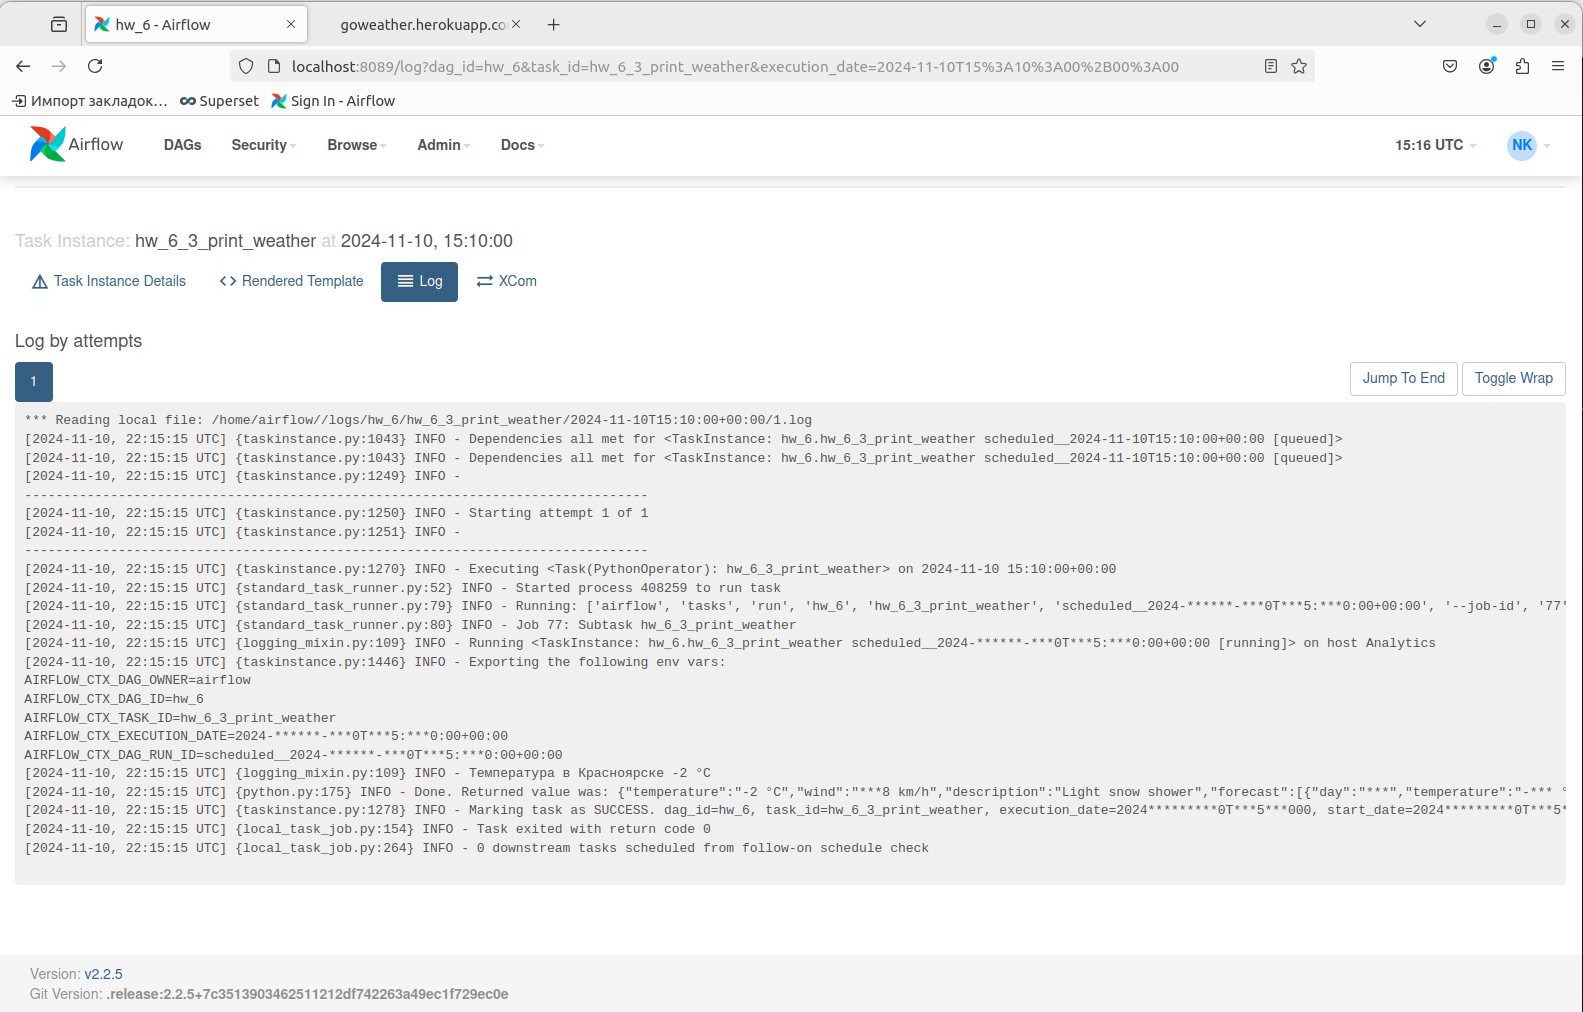 hw_6 - Airflow
goweather.herokuapp.co
localhost:8089/log?dag_id=hw_6&task_id=hw_6_3_print_weather&execution_date=2024-11-10T15%3A10%3A00%2B00%3A00
Импорт закладок… Superset Sign In - Airflow
Airflow DAGs Security Browse Admin Docs 15:16 UTC NK
Task Instance: hw_6_3_print_weather at 2024-11-10, 15:10:00
Task Instance Details <> Rendered Template Log XCom
Log by attempts
1 Jump To End Toggle Wrap
*** Reading local file: /home/airflow//logs/hw_6/hw_6_3_print_weather/2024-11-10T15:10:00+00:00/1.log
[2024-11-10, 22:15:15 UTC] {taskinstance.py:1043} INFO - Dependencies all met for <TaskInstance: hw_6.hw_6_3_print_weather scheduled__2024-11-10T15:10:00+00:00 [queued]>
[2024-11-10, 22:15:15 UTC] {taskinstance.py:1043} INFO - Dependencies all met for <TaskInstance: hw_6.hw_6_3_print_weather scheduled__2024-11-10T15:10:00+00:00 [queued]>
[2024-11-10, 22:15:15 UTC] {taskinstance.py:1249} INFO -
--------------------------------------------------------------------------------
[2024-11-10, 22:15:15 UTC] {taskinstance.py:1250} INFO - Starting attempt 1 of 1
[2024-11-10, 22:15:15 UTC] {taskinstance.py:1251} INFO -
--------------------------------------------------------------------------------
[2024-11-10, 22:15:15 UTC] {taskinstance.py:1270} INFO - Executing <Task(PythonOperator): hw_6_3_print_weather> on 2024-11-10 15:10:00+00:00
[2024-11-10, 22:15:15 UTC] {standard_task_runner.py:52} INFO - Started process 408259 to run task
[2024-11-10, 22:15:15 UTC] {standard_task_runner.py:79} INFO - Running: ['airflow', 'tasks', 'run', 'hw_6', 'hw_6_3_print_weather', 'scheduled__2024-******-***0T***5:***0:00+00:00', '--job-id', '77'
[2024-11-10, 22:15:15 UTC] {standard_task_runner.py:80} INFO - Job 77: Subtask hw_6_3_print_weather
[2024-11-10, 22:15:15 UTC] {logging_mixin.py:109} INFO - Running <TaskInstance: hw_6.hw_6_3_print_weather scheduled__2024-******-***0T***5:***0:00+00:00 [running]> on host Analytics
[2024-11-10, 22:15:15 UTC] {taskinstance.py:1446} INFO - Exporting the following env vars:
AIRFLOW_CTX_DAG_OWNER=airflow
AIRFLOW_CTX_DAG_ID=hw_6
AIRFLOW_CTX_TASK_ID=hw_6_3_print_weather
AIRFLOW_CTX_EXECUTION_DATE=2024-******-***0T***5:***0:00+00:00
AIRFLOW_CTX_DAG_RUN_ID=scheduled__2024-******-***0T***5:***0:00+00:00
[2024-11-10, 22:15:15 UTC] {logging_mixin.py:109} INFO - Температура в Красноярске -2 °C
[2024-11-10, 22:15:15 UTC] {python.py:175} INFO - Done. Returned value was: {"temperature":"-2 °C","wind":"***8 km/h","description":"Light snow shower","forecast":[{"day":"***","temperature":"-*** °
[2024-11-10, 22:15:15 UTC] {taskinstance.py:1278} INFO - Marking task as SUCCESS. dag_id=hw_6, task_id=hw_6_3_print_weather, execution_date=2024*********0T***5***000, start_date=2024*********0T***5*
[2024-11-10, 22:15:15 UTC] {local_task_job.py:154} INFO - Task exited with return code 0
[2024-11-10, 22:15:15 UTC] {local_task_job.py:264} INFO - 0 downstream tasks scheduled from follow-on schedule check
Version: v2.2.5
Git Version: .release:2.2.5+7c3513903462511212df742263a49ec1f729ec0e